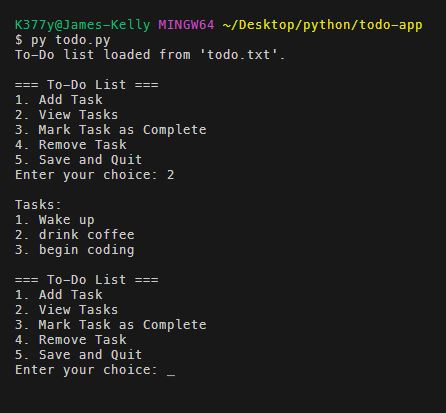 K377y@James-Kelly MINGW64 ~/Desktop/python/todo-app
$ py todo.py
To-Do list loaded from 'todo.txt'.
=== To-Do List ===
1. Add Task
2. View Tasks
3. Mark Task as Complete
4. Remove Task
5. Save and Quit
Enter your choice: 2
Tasks:
1. Wake up
2. drink coffee
3. begin coding
=== To-Do List ===
1. Add Task
2. View Tasks
3. Mark Task as Complete
4. Remove Task
5. Save and Quit
Enter your choice: _